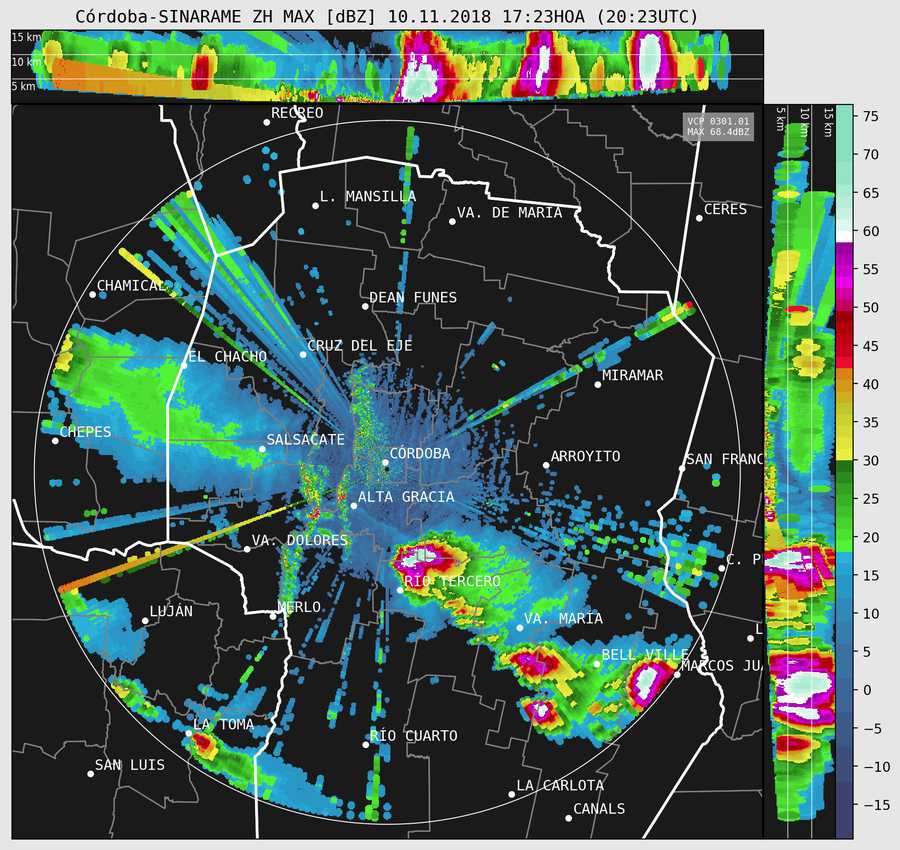 Córdoba-SINARAME ZH MAX [dBZ] 10.11.2018 17:23HOA (20:23UTC)
15 km
10 km
5 km
5 km
10 km
15 km
VCP 0301.01
MAX 68.4dBZ
RECREO
L. MANSILLA
VA. DE MARIA
CERES
CHAMICAL
DEAN FUNES
CRUZ DEL EJE
EL CHACHO
MIRAMAR
CHEPES
SALSACATE
CÓRDOBA
ARROYITO
SAN FRANC
ALTA GRACIA
VA. DOLORES
C. P
RÍO TERCERO
LUJÁN
MERLO
VA. MARÍA
L
BELL VILLE
MARCOS JUÁ
LA TOMA
RÍO CUARTO
SAN LUIS
LA CARLOTA
CANALS
75
70
65
60
55
50
45
40
35
30
25
20
15
10
5
0
−5
−10
−15